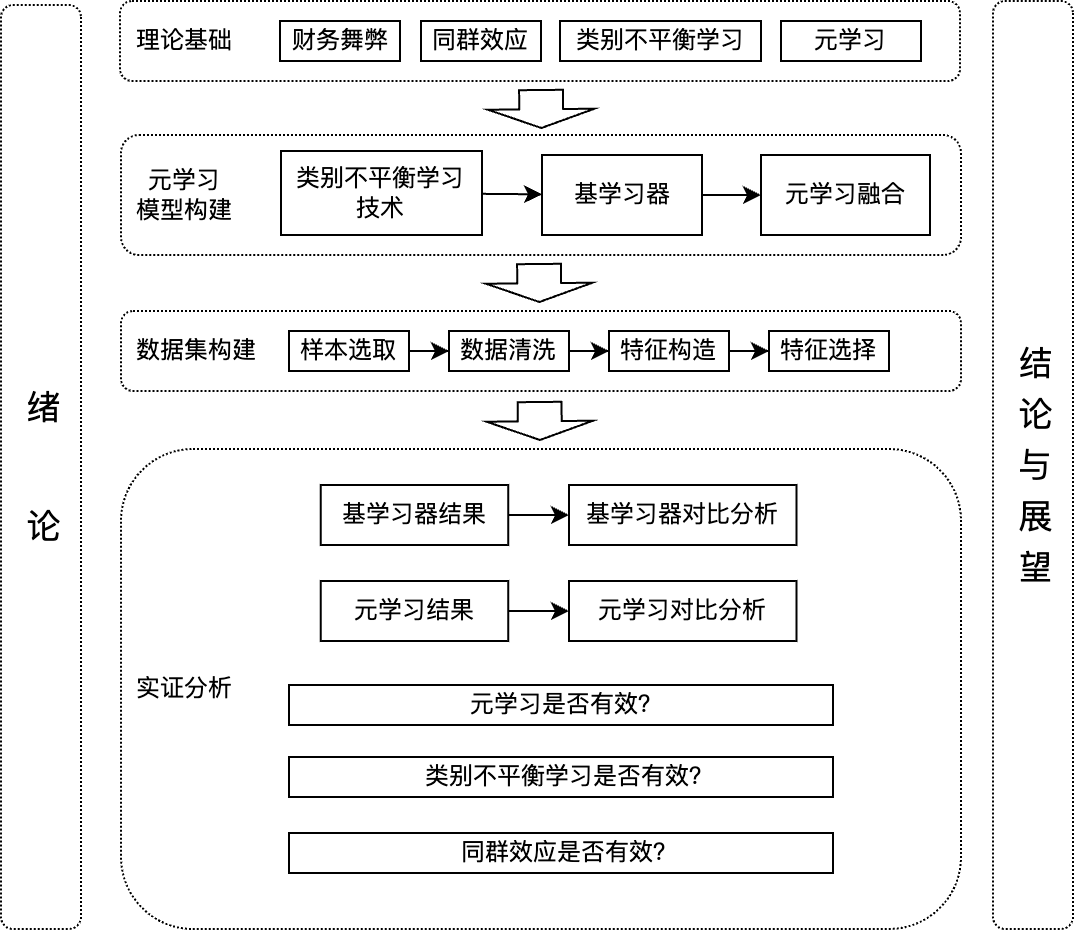 绪
论
理论基础
财务舞弊
同群效应
类别不平衡学习
元学习
元学习
模型构建
类别不平衡学习
技术
基学习器
元学习融合
数据集构建
样本选取
数据清洗
特征构造
特征选择
实证分析
基学习器结果
基学习器对比分析
元学习结果
元学习对比分析
元学习是否有效?
类别不平衡学习是否有效?
同群效应是否有效?
结
论
与
展
望